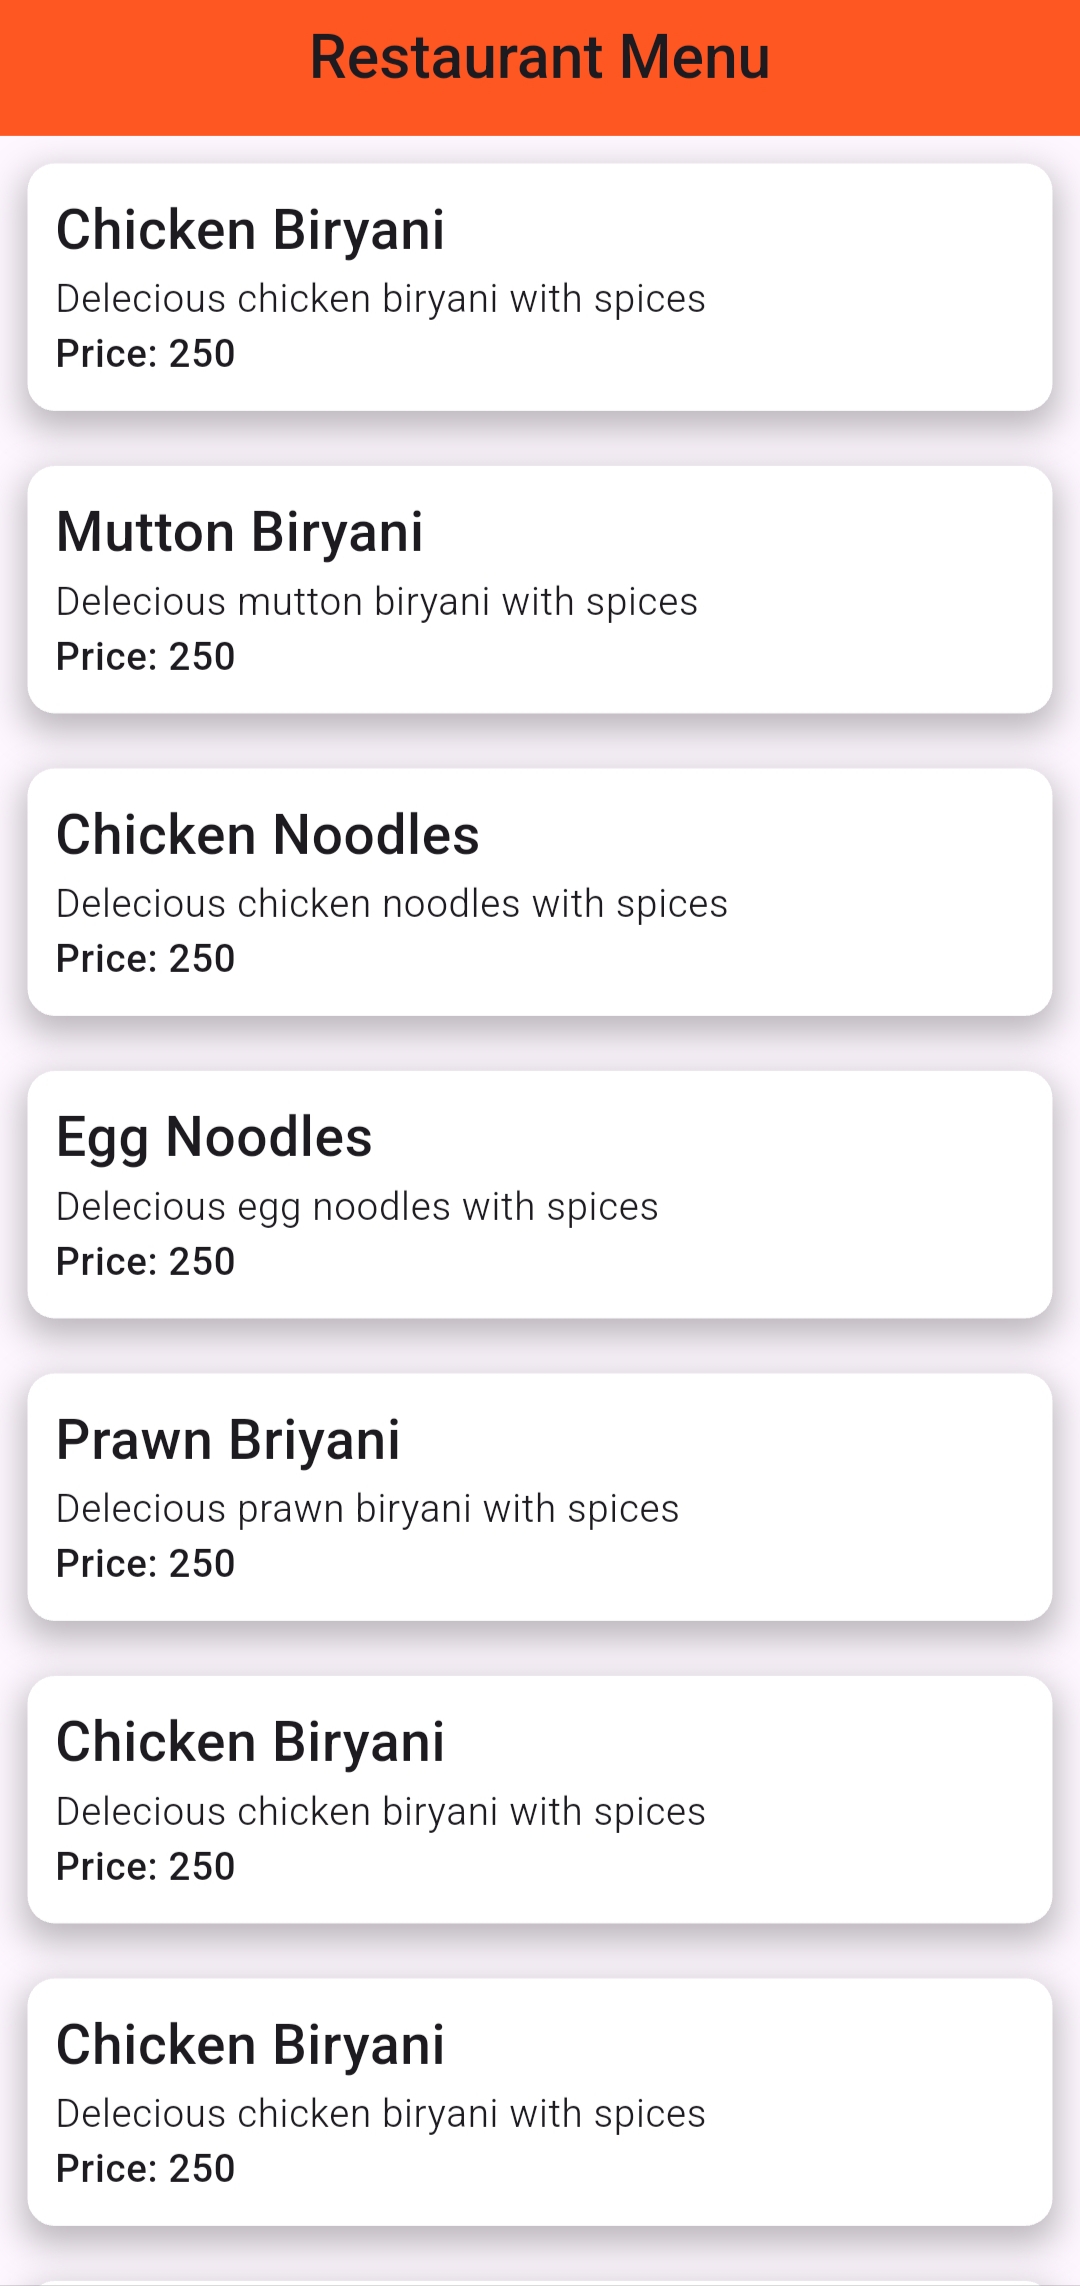 Restaurant Menu
Chicken Biryani
Delecious chicken biryani with spices
Price: 250
Mutton Biryani
Delecious mutton biryani with spices
Price: 250
Chicken Noodles
Delecious chicken noodles with spices
Price: 250
Egg Noodles
Delecious egg noodles with spices
Price: 250
Prawn Briyani
Delecious prawn biryani with spices
Price: 250
Chicken Biryani
Delecious chicken biryani with spices
Price: 250
Chicken Biryani
Delecious chicken biryani with spices
Price: 250